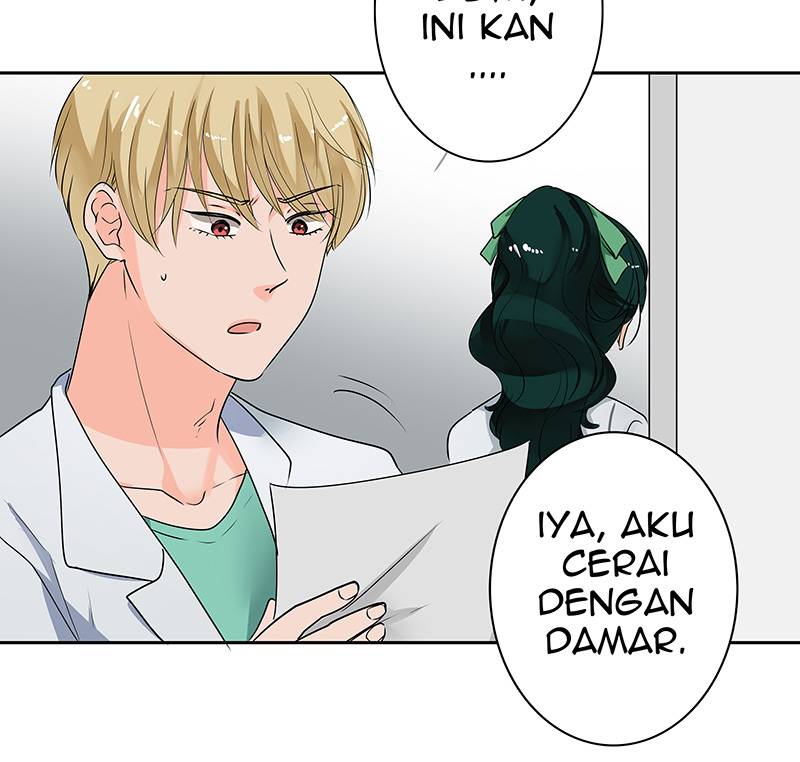 INI KAN
....
IYA, AKU
CERAI
DENGAN
DAMAR.